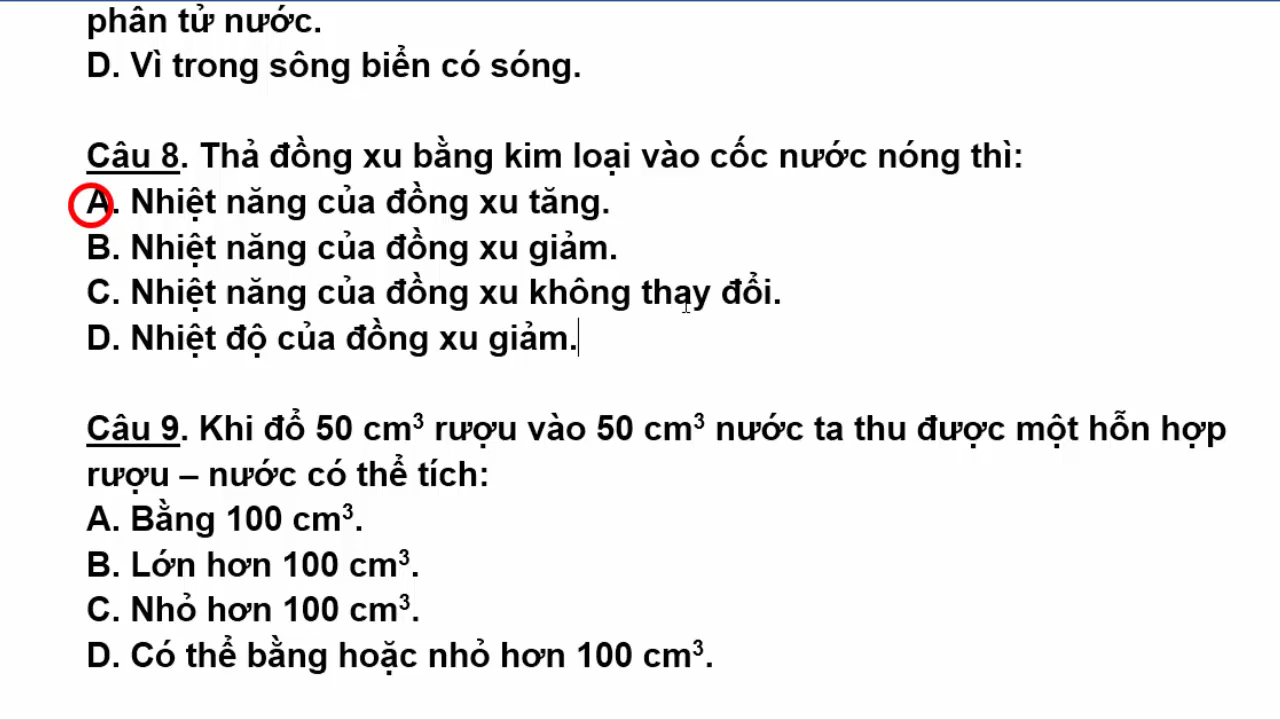 phân tử nước.
D. Vì trong sông biển có sóng.
Câu 8. Thả đồng xu bằng kim loại vào cốc nước nóng thì:
A. Nhiệt năng của đồng xu tăng.
B. Nhiệt năng của đồng xu giảm.
C. Nhiệt năng của đồng xu không thay đổi.
D. Nhiệt độ của đồng xu giảm.
Câu 9. Khi đổ 50 cm³ rượu vào 50 cm³ nước ta thu được một hỗn hợp
rượu – nước có thể tích:
A. Bằng 100 cm³.
B. Lớn hơn 100 cm³.
C. Nhỏ hơn 100 cm³.
D. Có thể bằng hoặc nhỏ hơn 100 cm³.